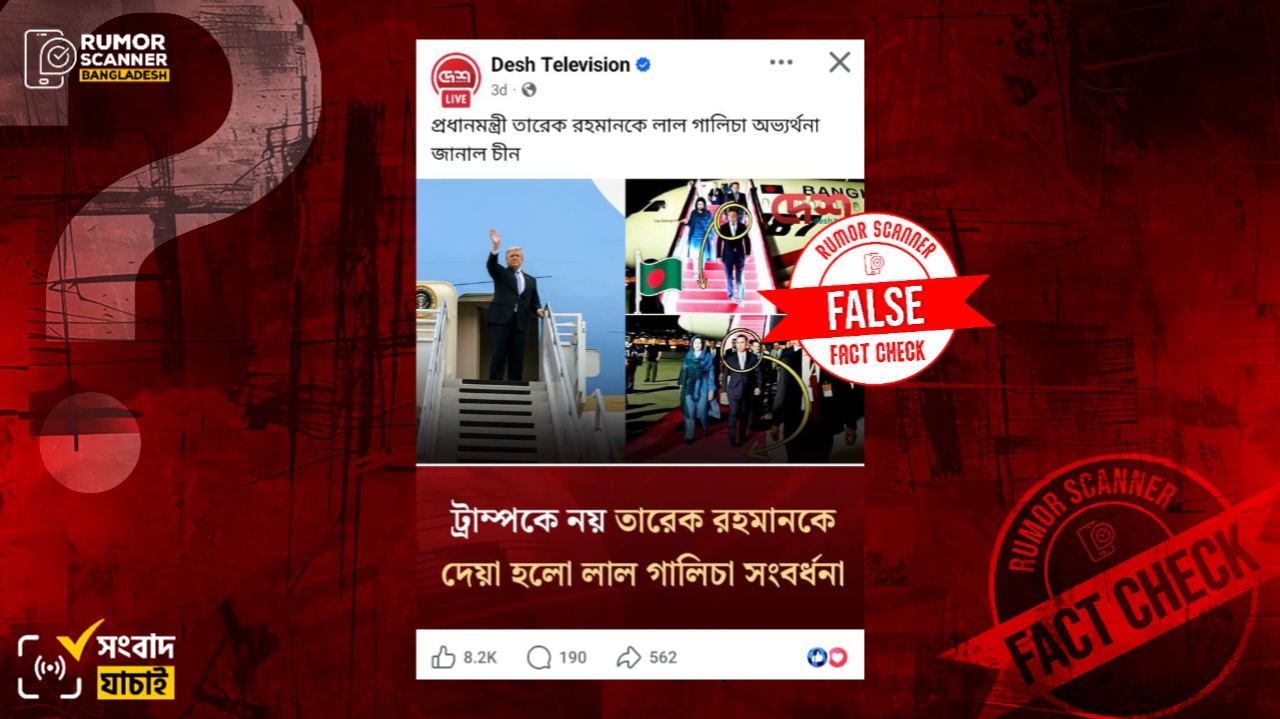 RUMOR
SCANNER
BANGLADESH
Desh Television
3d
দেশ
LIVE
প্রধানমন্ত্রী তারেক রহমানকে লাল গালিচা অভ্যর্থনা
জানাল চীন
দেশ
RUMOR SCANNER
FALSE
FACT CHECK
ট্রাম্পকে নয় তারেক রহমানকে
দেয়া হলো লাল গালিচা সংবর্ধনা
8.2K 190 562
RUMOR SCANNER
FACT CHECK
সংবাদ
যাচাই